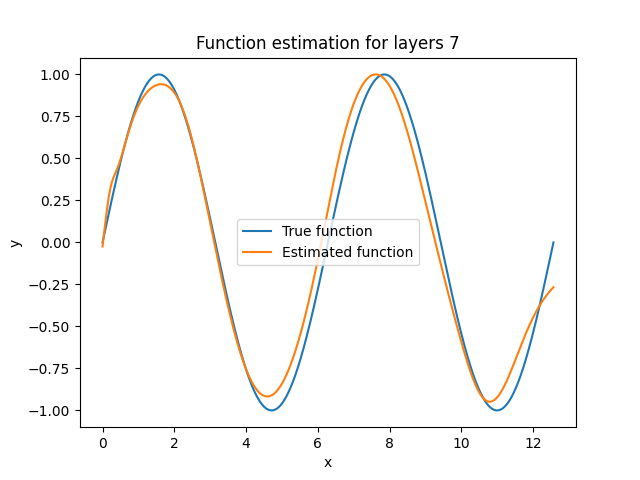 Function estimation for layers 7
1.00
0.75
0.50
0.25
0.00
−0.25
−0.50
−0.75
−1.00
y
True function
Estimated function
0 2 4 6 8 10 12
x